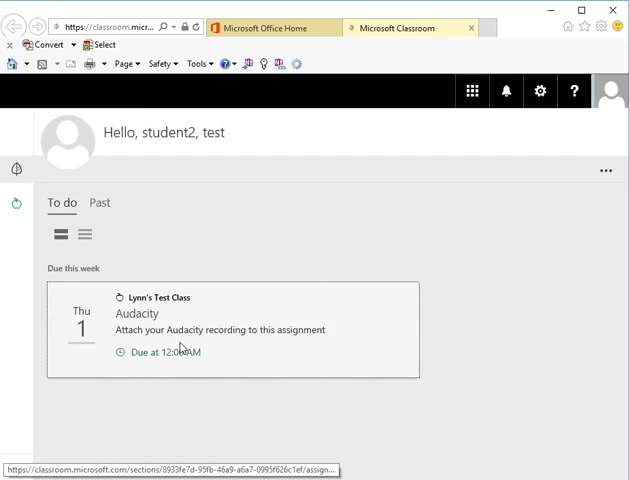 https://classroom.micr...
Microsoft Office Home
Microsoft Classroom
Convert
Select
Page
Safety
Tools
Hello, student2, test
To do
Past
Due this week
Lynn's Test Class
Thu
1
Audacity
Attach your Audacity recording to this assignment
Due at 12:00 AM
https://classroom.microsoft.com/sections/8933fe7d-95fb-46a9-a6a7-0995f626c1ef/assign...